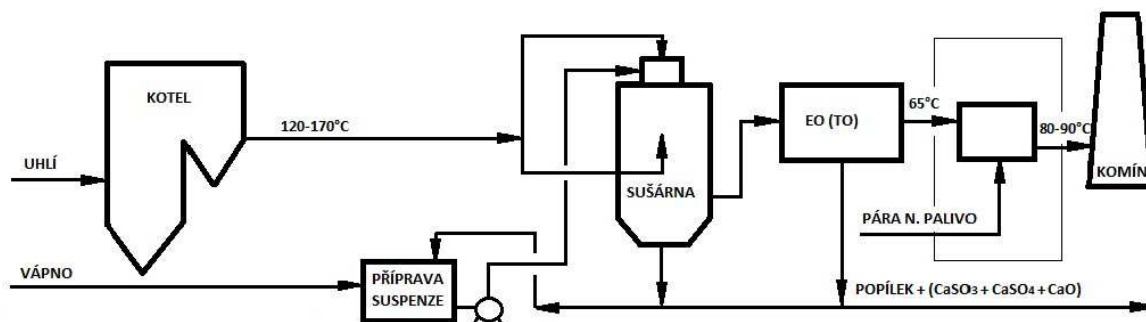 KOTEL
120-170°C
UHLÍ
VÁPNO
PŘÍPRAVA
SUSPENZE
SUŠÁRNA
EO (TO)
65°C
80-90°C
KOMÍN
PÁRA N. PALIVO
POPÍLEK + (CaSO3 + CaSO4 + CaO)